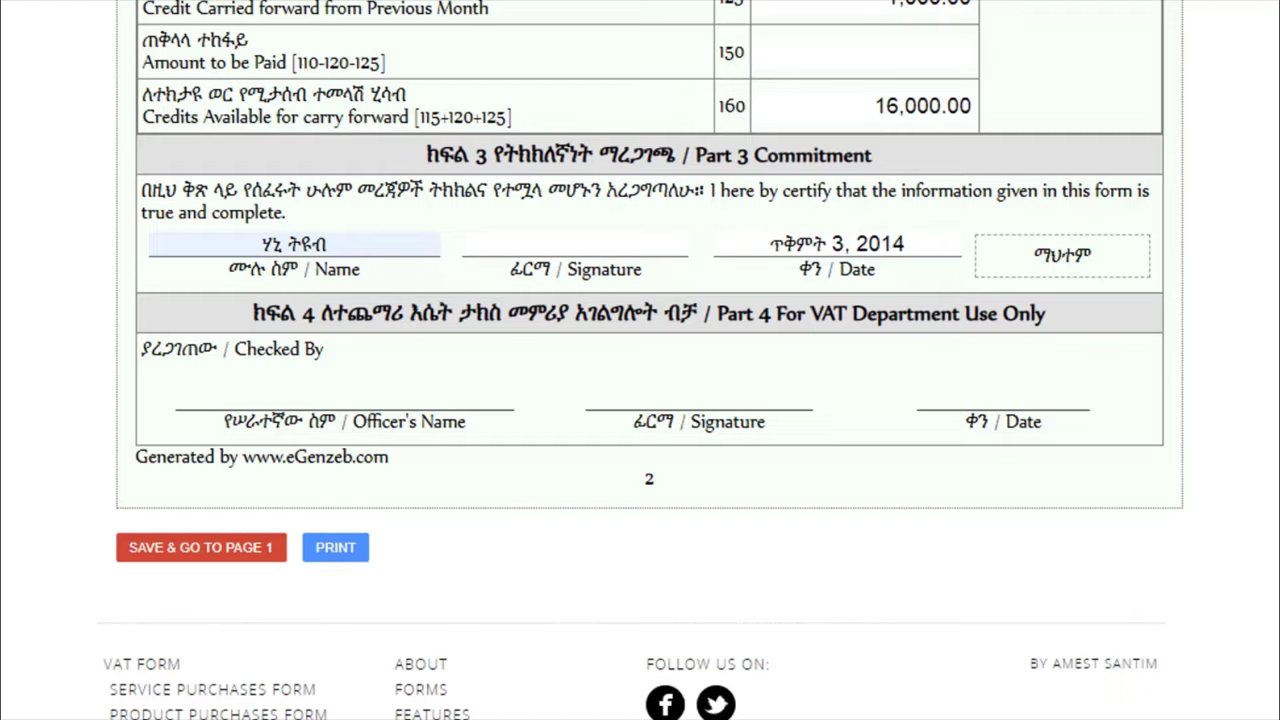 Credit Carried forward from Previous Month
ጠቅላላ ተከፋይ
Amount to be Paid [110-120-125]
150
ለተከታዩ ወር የሚታሰብ ተመላሽ ሂሳብ
Credits Available for carry forward [115+120+125]
160
16,000.00
ክፍል 3 የትክክለኛነት ማረጋገጫ / Part 3 Commitment
በዚህ ቅጽ ላይ የሰፈሩት ሁሉም መረጃዎች ትክክልና የተሟላ መሆኑን አረጋግጣለሁ። I here by certify that the information given in this form is
true and complete.
ሃኒ ትዩብ
ጥቅምት 3, 2014
ማህተም
ሙሉ ስም / Name
ፊርማ / Signature
ቀን / Date
ክፍል 4 ለተጨማሪ እሴት ታክስ መምሪያ አገልግሎት ብቻ / Part 4 For VAT Department Use Only
ያረጋገጠው / Checked By
የሠራተኛው ስም / Officer's Name
ፊርማ / Signature
ቀን / Date
Generated by www.eGenzeb.com
2
SAVE & GO TO PAGE 1
PRINT
VAT FORM
ABOUT
FOLLOW US ON:
BY AMEST SANTIM
SERVICE PURCHASES FORM
FORMS
PRODUCT PURCHASES FORM
FEATURES